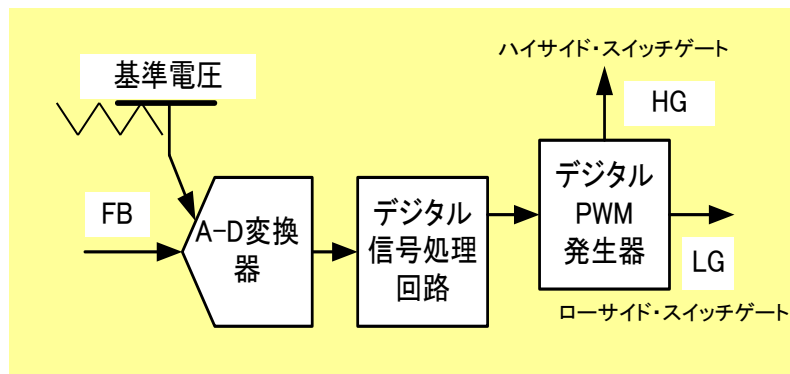 ハイサイド・スイッチゲート
基準電圧
HG
FB
A-D変換
器
デジタル
信号処理
回路
デジタル
PWM
発生器
LG
ローサイド・スイッチゲート